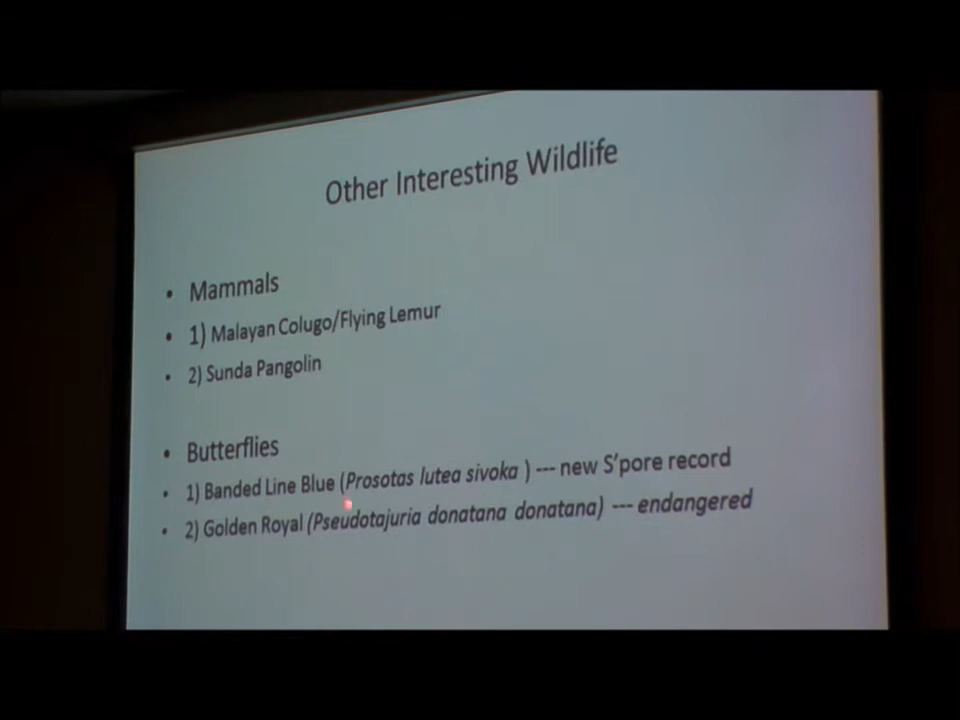 Other Interesting Wildlife
• Mammals
• 1) Malayan Colugo/Flying Lemur
• 2) Sunda Pangolin
• Butterflies
• 1) Banded Line Blue (Prosotas lutea sivoka ) --- new S'pore record
• 2) Golden Royal (Pseudotajuria donatana donatana) --- endangered